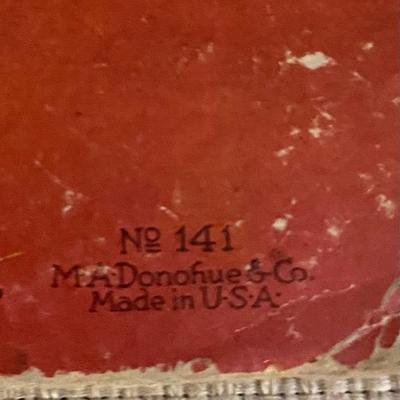 Nº 141
M·A·Donohue & Co.
Made in U·S·A·